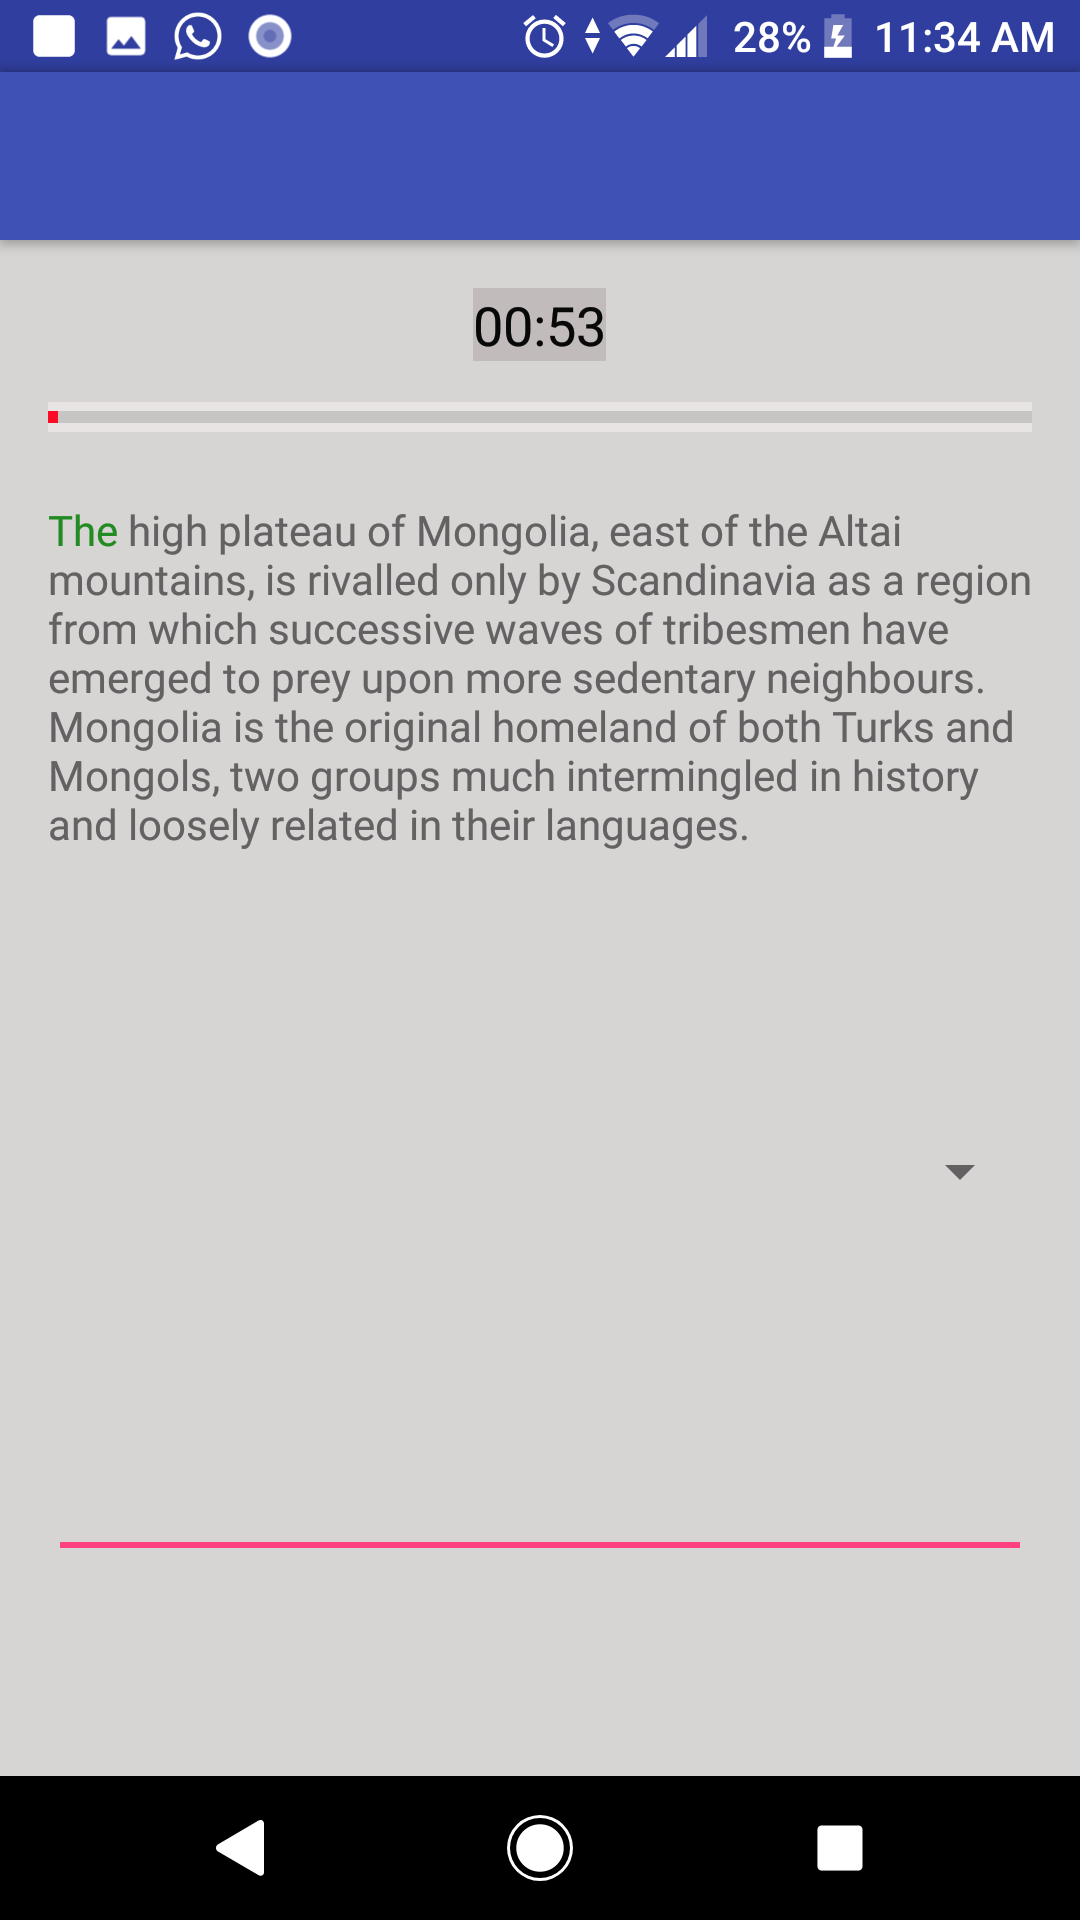 28% 11:34 AM
00:53
The high plateau of Mongolia, east of the Altai
mountains, is rivalled only by Scandinavia as a region
from which successive waves of tribesmen have
emerged to prey upon more sedentary neighbours.
Mongolia is the original homeland of both Turks and
Mongols, two groups much intermingled in history
and loosely related in their languages.